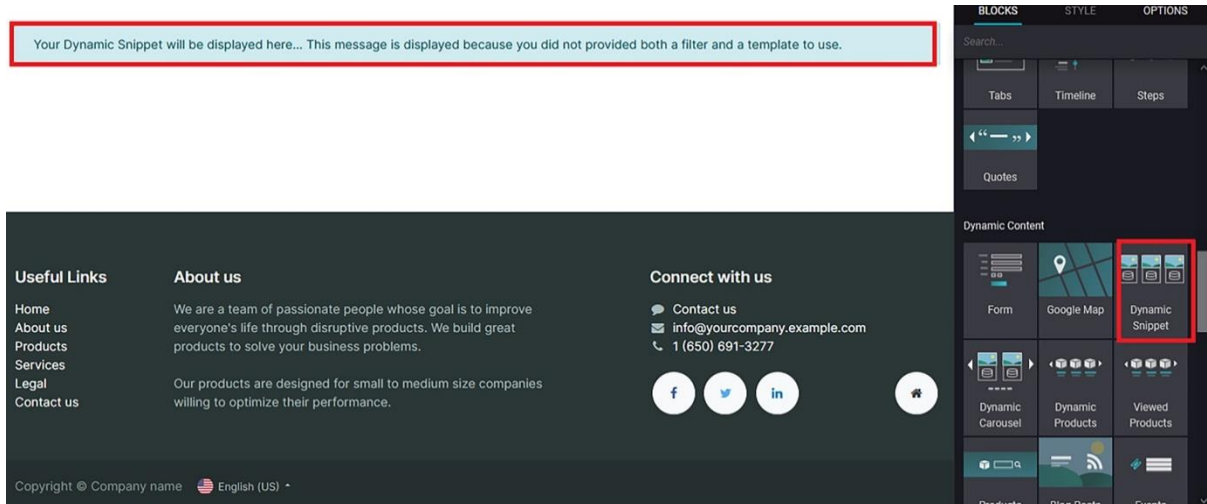 Your Dynamic Snippet will be displayed here... This message is displayed because you did not provided both a filter and a template to use.
BLOCKS STYLE OPTIONS
Search...
Tabs Timeline Steps
Quotes
Dynamic Content
Form Google Map Dynamic
Snippet
Dynamic Dynamic Viewed
Carousel Products Products
Products Blog Posts Events
Useful Links
Home
About us
Products
Services
Legal
Contact us
About us
We are a team of passionate people whose goal is to improve
everyone's life through disruptive products. We build great
products to solve your business problems.
Our products are designed for small to medium size companies
willing to optimize their performance.
Connect with us
Contact us
info@yourcompany.example.com
1 (650) 691-3277
Copyright © Company name English (US)